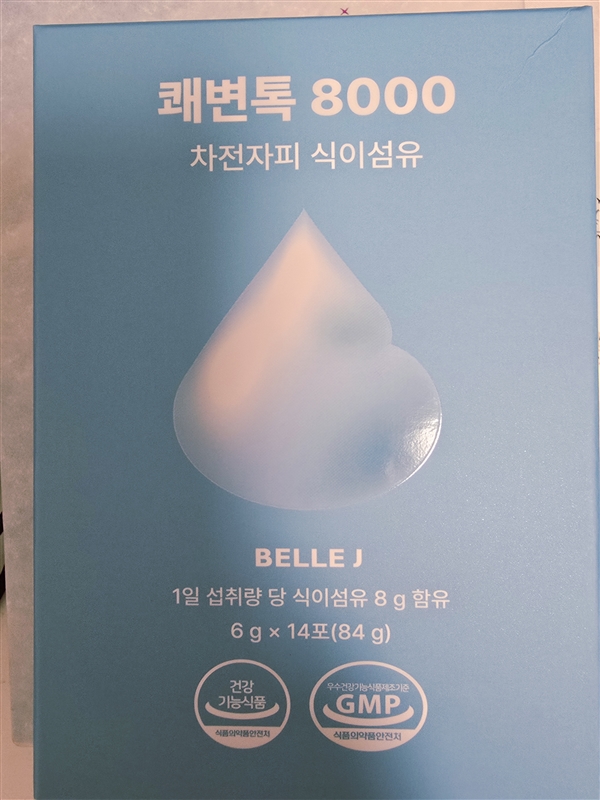 쾌변톡 8000
차전자피 식이섬유
BELLE J
1일 섭취량 당 식이섬유 8 g 함유
6 g × 14포(84 g)
건강
기능식품
식품의약품안전처
우수건강기능식품제조기준
GMP
식품의약품안전처